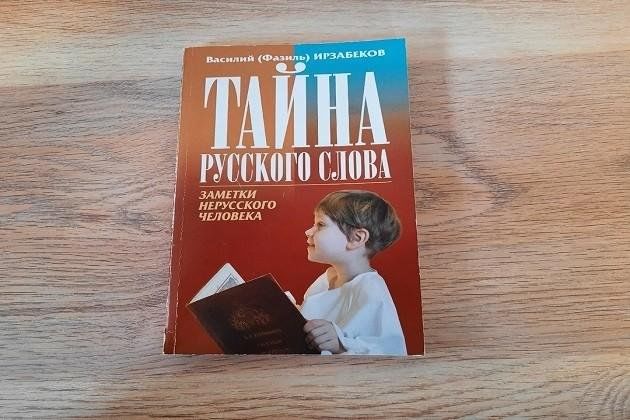 Василий (Фазиль) ИРЗАБЕКОВ
ТАЙНА
РУССКОГО СЛОВА
ЗАМЕТКИ
НЕРУССКОГО
ЧЕЛОВЕКА